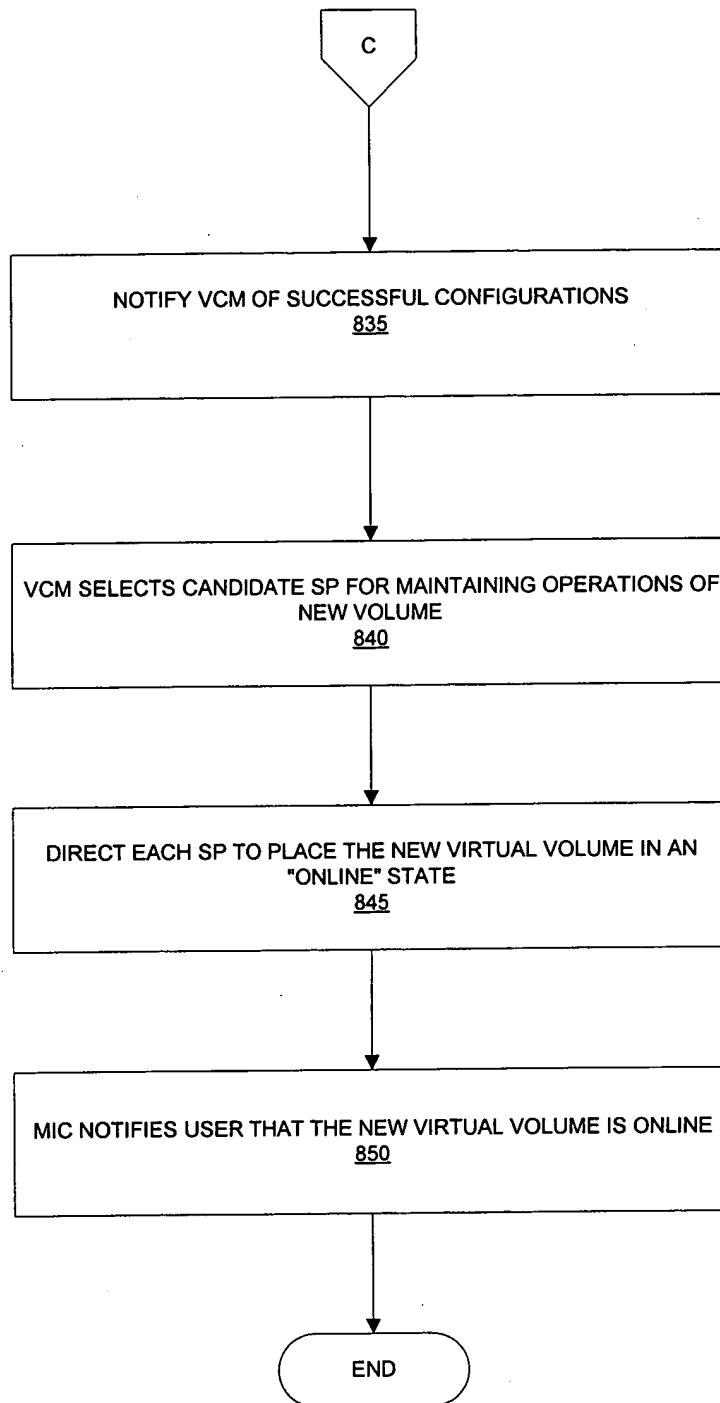 C
NOTIFY VCM OF SUCCESSFUL CONFIGURATIONS
835
VCM SELECTS CANDIDATE SP FOR MAINTAINING OPERATIONS OF
NEW VOLUME
840
DIRECT EACH SP TO PLACE THE NEW VIRTUAL VOLUME IN AN
"ONLINE" STATE
845
MIC NOTIFIES USER THAT THE NEW VIRTUAL VOLUME IS ONLINE
850
END